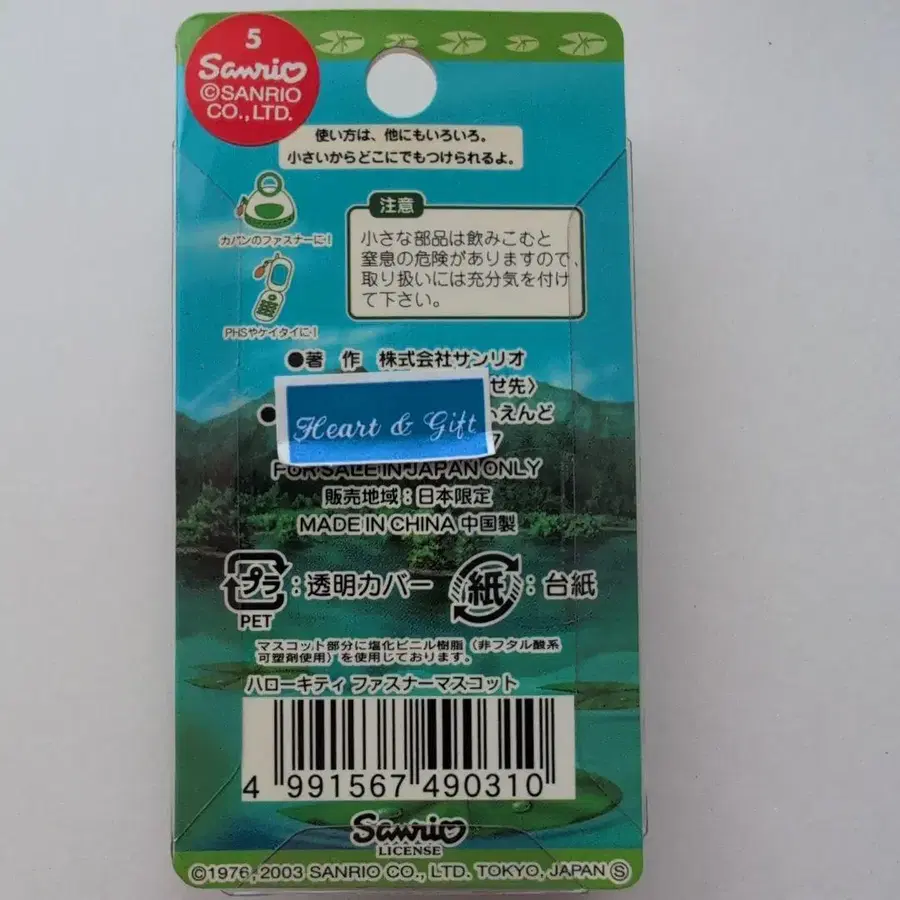 5
Sanrio
©SANRIO
CO.,LTD.
使い方は、他にもいろいろ。
小さいからどこにでもつけられるよ。
カバンのファスナーに!
PHSやケイタイに!
注意
小さな部品は飲みこむと
窒息の危険がありますので、
取り扱いには充分気を付け
て下さい。
●著 作 株式会社サンリオ
せ先〉
● えんど
Heart & Gift
7
FOR SALE IN JAPAN ONLY
販売地域:日本限定
MADE IN CHINA 中国製
プラ:透明カバー
PET
紙:台紙
マスコット部分に塩化ビニル樹脂(非フタル酸系
可塑剤使用)を使用しております。
ハローキティ ファスナーマスコット
4 991567 490310
Sanrio
LICENSE
©1976, 2003 SANRIO CO., LTD. TOKYO, JAPAN Ⓢ